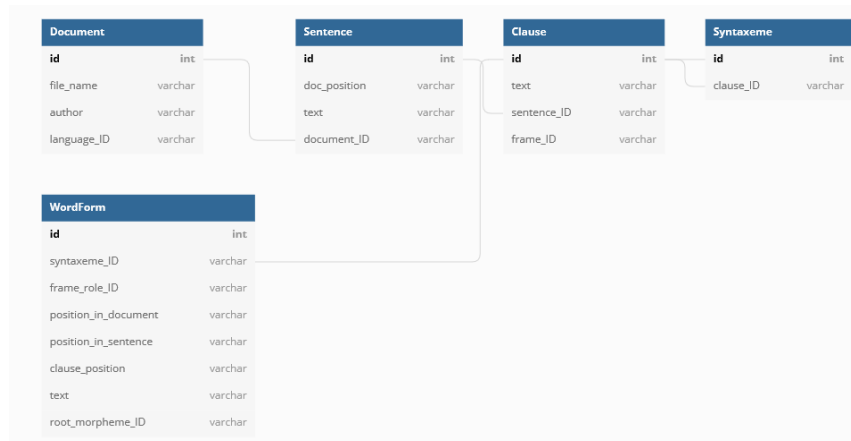 Document
id int
file_name varchar
author varchar
language_ID varchar
Sentence
id int
doc_position varchar
text varchar
document_ID varchar
Clause
id int
text varchar
sentence_ID varchar
frame_ID varchar
Syntaxeme
id int
clause_ID varchar
WordForm
id int
syntaxeme_ID varchar
frame_role_ID varchar
position_in_document varchar
position_in_sentence varchar
clause_position varchar
text varchar
root_morpheme_ID varchar